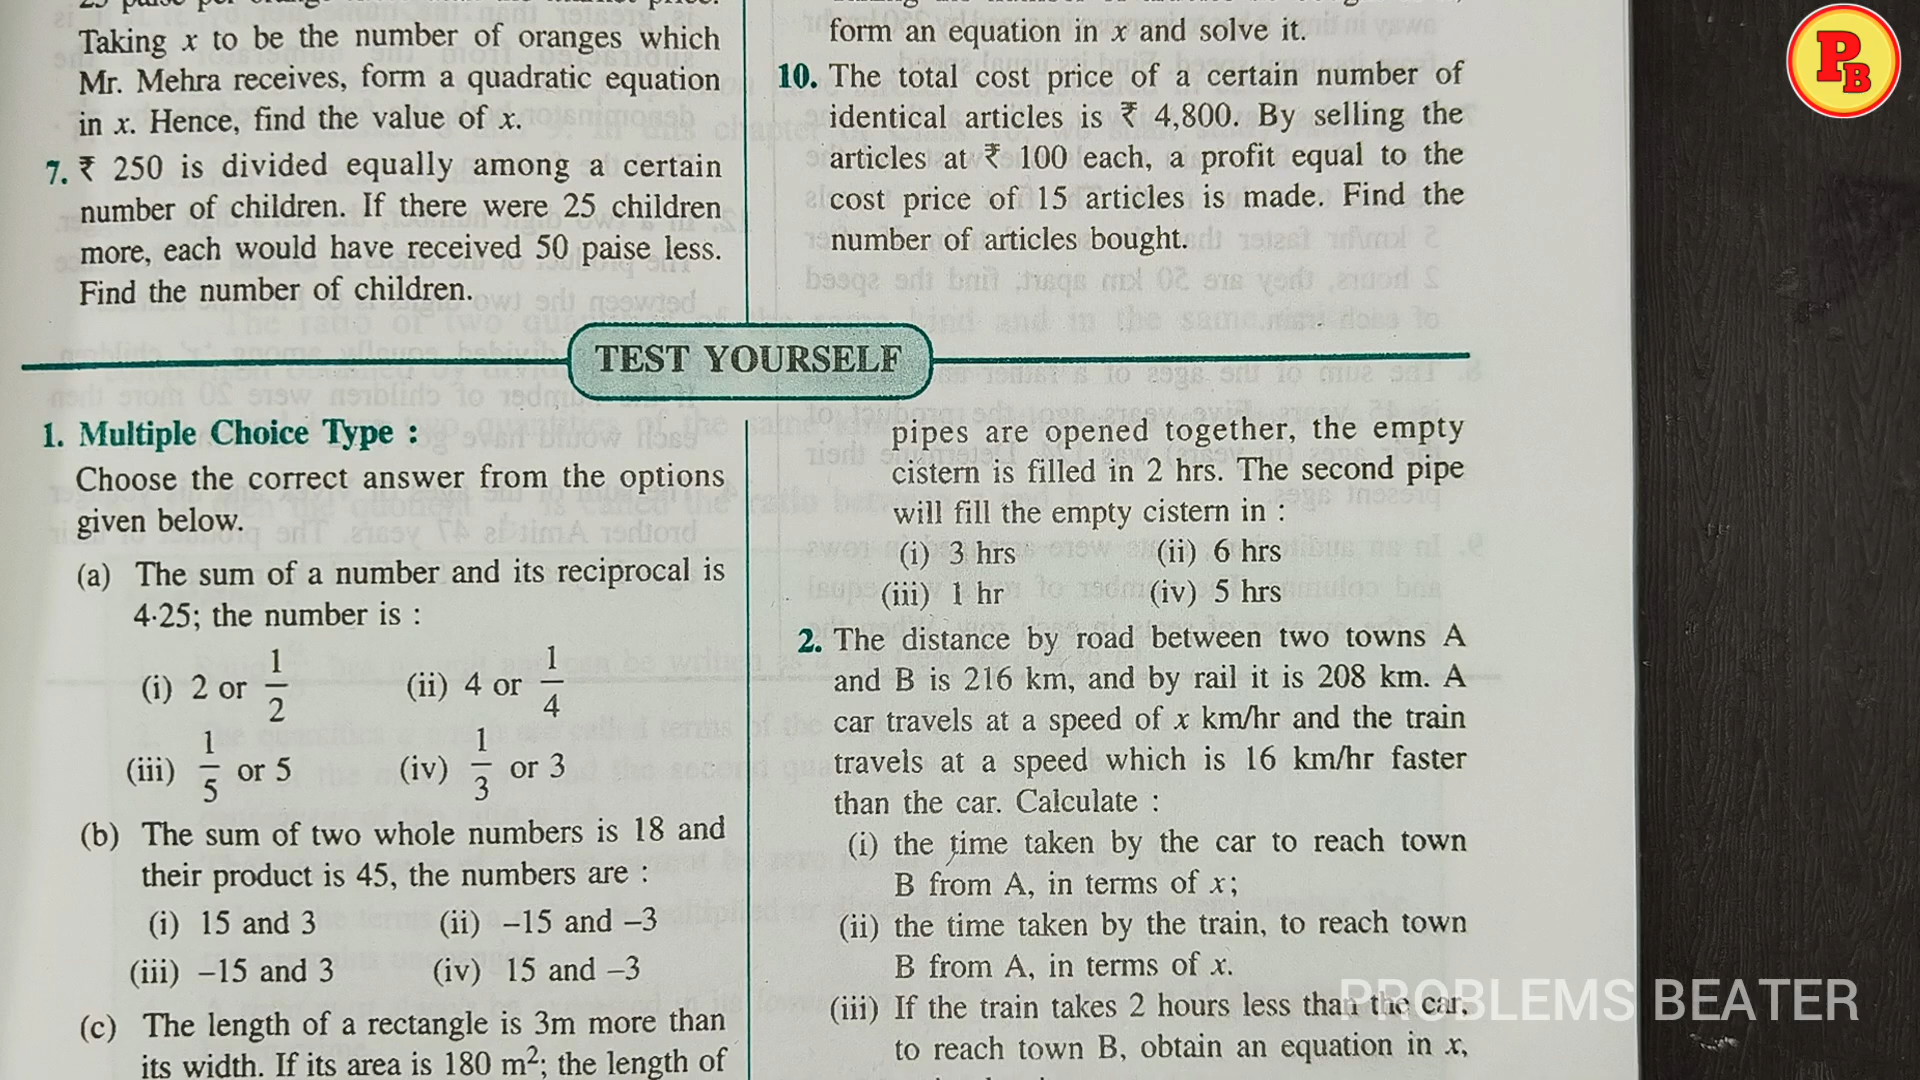 Taking x to be the number of oranges which
Mr. Mehra receives, form a quadratic equation
in x. Hence, find the value of x.
7. ₹ 250 is divided equally among a certain
number of children. If there were 25 children
more, each would have received 50 paise less.
Find the number of children.
form an equation in x and solve it.
10. The total cost price of a certain number of
identical articles is ₹ 4,800. By selling the
articles at ₹ 100 each, a profit equal to the
cost price of 15 articles is made. Find the
number of articles bought.
TEST YOURSELF
1. Multiple Choice Type :
Choose the correct answer from the options
given below.
(a) The sum of a number and its reciprocal is
4·25; the number is :
(i) 2 or 1/2 (ii) 4 or 1/4
(iii) 1/5 or 5 (iv) 1/3 or 3
(b) The sum of two whole numbers is 18 and
their product is 45, the numbers are :
(i) 15 and 3 (ii) –15 and –3
(iii) –15 and 3 (iv) 15 and –3
(c) The length of a rectangle is 3m more than
its width. If its area is 180 m²; the length of
pipes are opened together, the empty
cistern is filled in 2 hrs. The second pipe
will fill the empty cistern in :
(i) 3 hrs (ii) 6 hrs
(iii) 1 hr (iv) 5 hrs
2. The distance by road between two towns A
and B is 216 km, and by rail it is 208 km. A
car travels at a speed of x km/hr and the train
travels at a speed which is 16 km/hr faster
than the car. Calculate :
(i) the time taken by the car to reach town
B from A, in terms of x;
(ii) the time taken by the train, to reach town
B from A, in terms of x.
(iii) If the train takes 2 hours less than the car,
to reach town B, obtain an equation in x,
PB
PROBLEMS BEATER